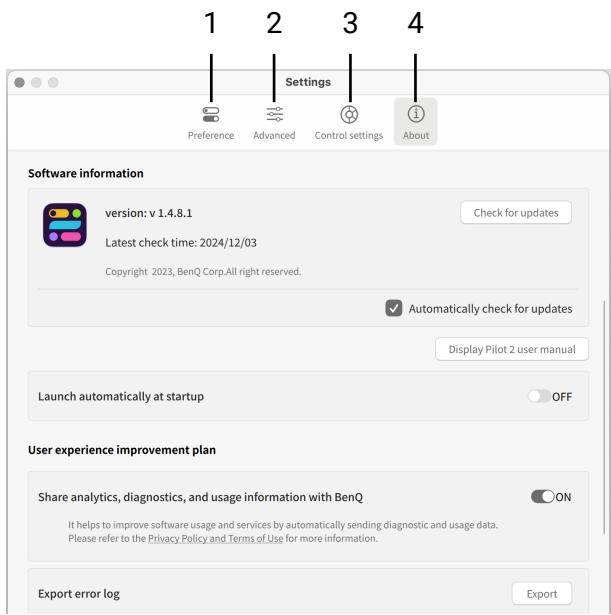 1 2 3 4
Settings
Preference Advanced Control settings About
Software information
version: v 1.4.8.1
Check for updates
Latest check time: 2024/12/03
Copyright 2023, BenQ Corp.All right reserved.
Automatically check for updates
Display Pilot 2 user manual
Launch automatically at startup
OFF
User experience improvement plan
Share analytics, diagnostics, and usage information with BenQ
ON
It helps to improve software usage and services by automatically sending diagnostic and usage data.
Please refer to the Privacy Policy and Terms of Use for more information.
Export error log
Export